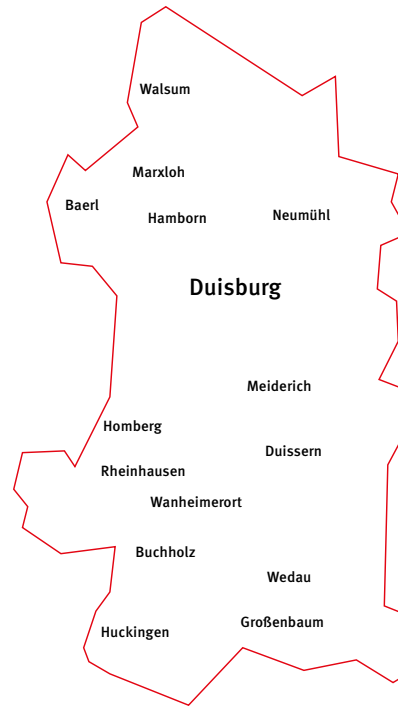 Walsum
Marxloh
Baerl
Hamborn
Neumühl
Duisburg
Meiderich
Homberg
Duissern
Rheinhausen
Wanheimerort
Buchholz
Wedau
Großenbaum
Huckingen